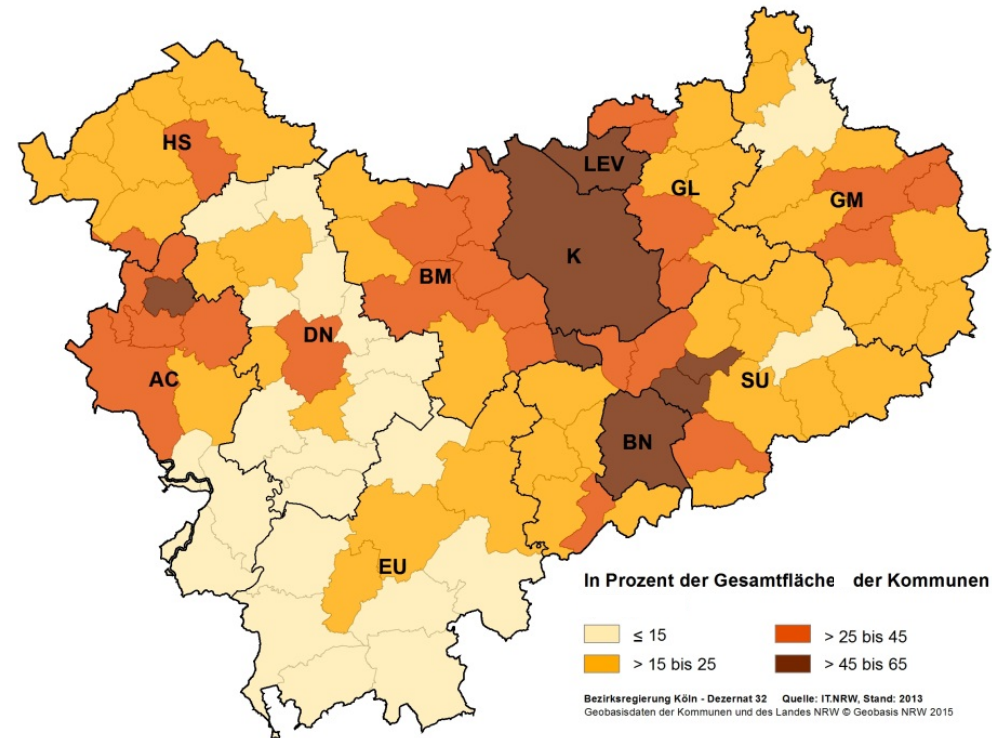 HS
LEV
GL
GM
K
BM
DN
AC
SU
BN
EU
In Prozent der Gesamtfläche der Kommunen
≤ 15
> 25 bis 45
> 15 bis 25
> 45 bis 65
Bezirksregierung Köln - Dezernat 32 Quelle: IT.NRW, Stand: 2013
Geobasisdaten der Kommunen und des Landes NRW © Geobasis NRW 2015